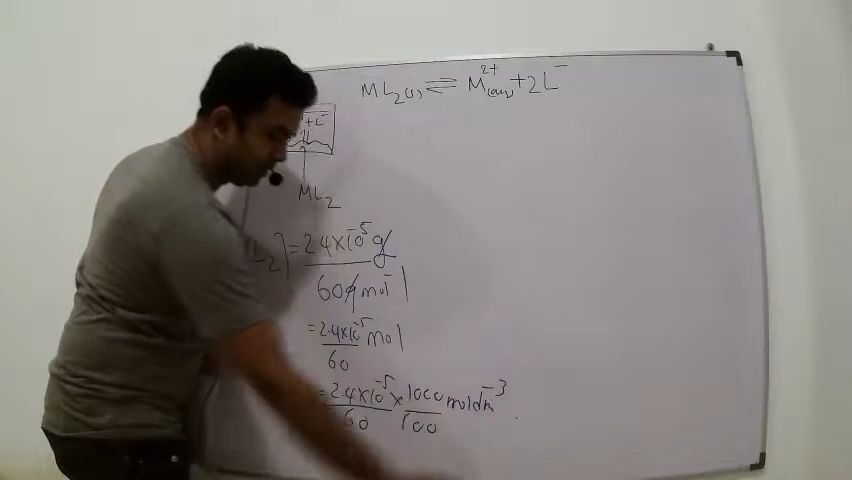 ML₂(s) ⇌ M²⁺(aq) + 2L⁻
+L⁻
ML₂
L₂] = 2.4×10⁻⁵ g
60 g mol⁻¹
= 2.4×10⁻⁵ mol
60
= 2.4×10⁻⁵ × 1000 mol dm⁻³
60 100